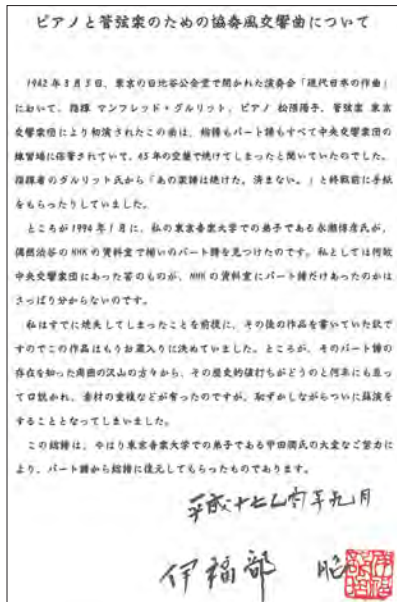 ピアノと管弦楽のための協奏風交響曲について
1942年3月3日、東京の日比谷公会堂で開かれた演奏会「現代日本の作曲」
において、指揮 マンフレッド・グルリット、ピアノ 松隈陽子、管弦楽 東京
交響楽団により初演されたこの曲は、総譜もパート譜もすべて中央交響楽団の
練習場に保管されていて、45年の空襲で焼けてしまったと聞いていたのでした。
指揮者のグルリット氏から「あの楽譜は焼けた。済まない。」と終戦前に手紙
をもらったりしていました。
ところが1994年1月に、私の東京音楽大学での弟子である永瀬博彦氏が、
偶然渋谷のNHKの資料室で揃いのパート譜を見つけたのです。私としては何故
中央交響楽団にあった筈のものが、NHKの資料室にパート譜だけあったのかは
さっぱり分からないのです。
私はすでに焼失してしまったことを前提に、その後の作品を書いていた訳で
すのでこの作品はもうお蔵入りに決めていました。ところが、そのパート譜の
存在を知った周囲の沢山の方々から、その歴史的値打ちがどうのと何年にも亘っ
て口説かれ、素材の重複などが有ったのですが、恥ずかしながらついに蘇演を
することとなってしまいました。
この総譜は、やはり東京音楽大学での弟子である甲田潤氏の大変なご努力に
より、パート譜から総譜に復元してもらったものであります。
平成十七乙酉年九月
伊福部 昭